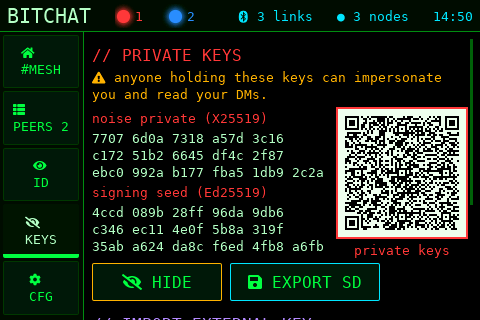 BITCHAT 1 2 3 links 3 nodes 14:50
#MESH
PEERS 2
ID
KEYS
CFG
// PRIVATE KEYS
anyone holding these keys can impersonate
you and read your DMs.
noise private (X25519)
7707 6d0a 7318 a57d 3c16
c172 51b2 6645 df4c 2f87
ebc0 992a b177 fba5 1db9 2c2a
signing seed (Ed25519)
4ccd 089b 28ff 96da 9db6
c346 ec11 4e0f 5b8a 319f
35ab a624 da8c f6ed 4fb8 a6fb
private keys
HIDE
EXPORT SD
// IMPORT EXTERNAL KEY